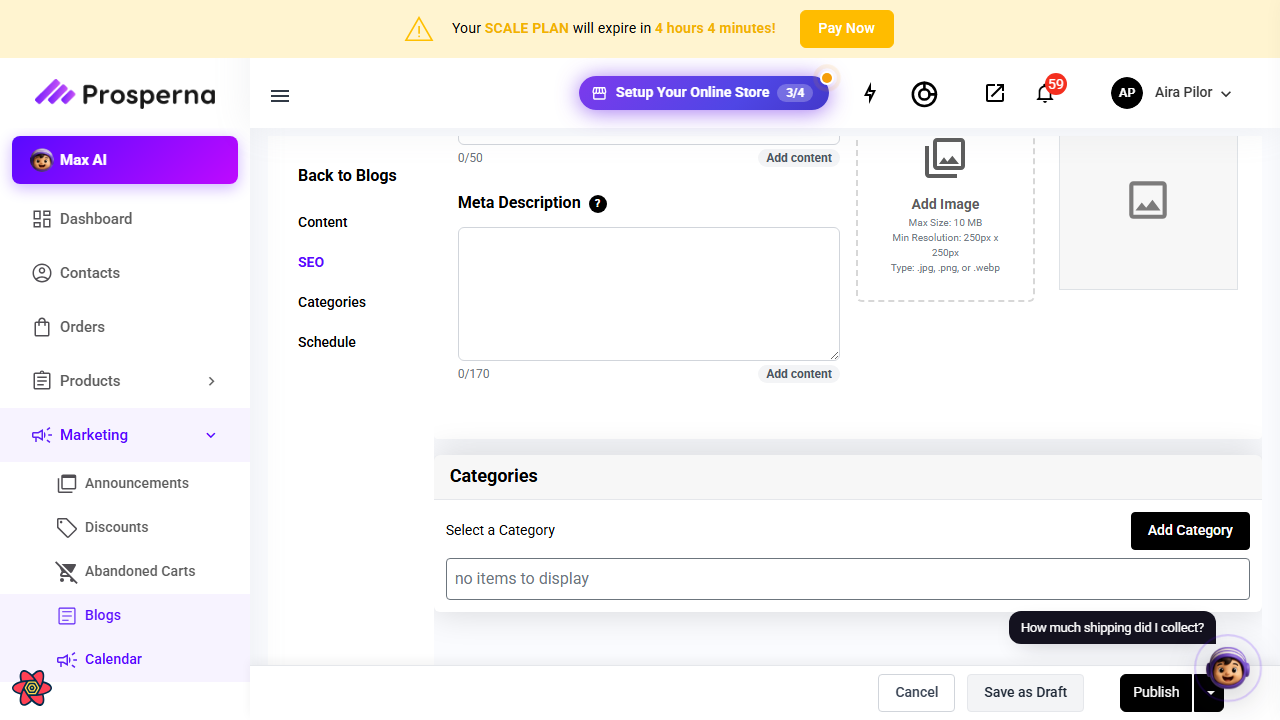 Your SCALE PLAN will expire in 4 hours 4 minutes!
Pay Now
Prosperna
Setup Your Online Store 3/4
59
AP
Aira Pilor
Max AI
Dashboard
Contacts
Orders
Products
Marketing
Announcements
Discounts
Abandoned Carts
Blogs
Calendar
Back to Blogs
Content
SEO
Categories
Schedule
0/50
Add content
Meta Description ?
0/170
Add content
Add Image
Max Size: 10 MB
Min Resolution: 250px x
250px
Type: .jpg, .png, or .webp
Categories
Select a Category
Add Category
no items to display
How much shipping did I collect?
Cancel
Save as Draft
Publish